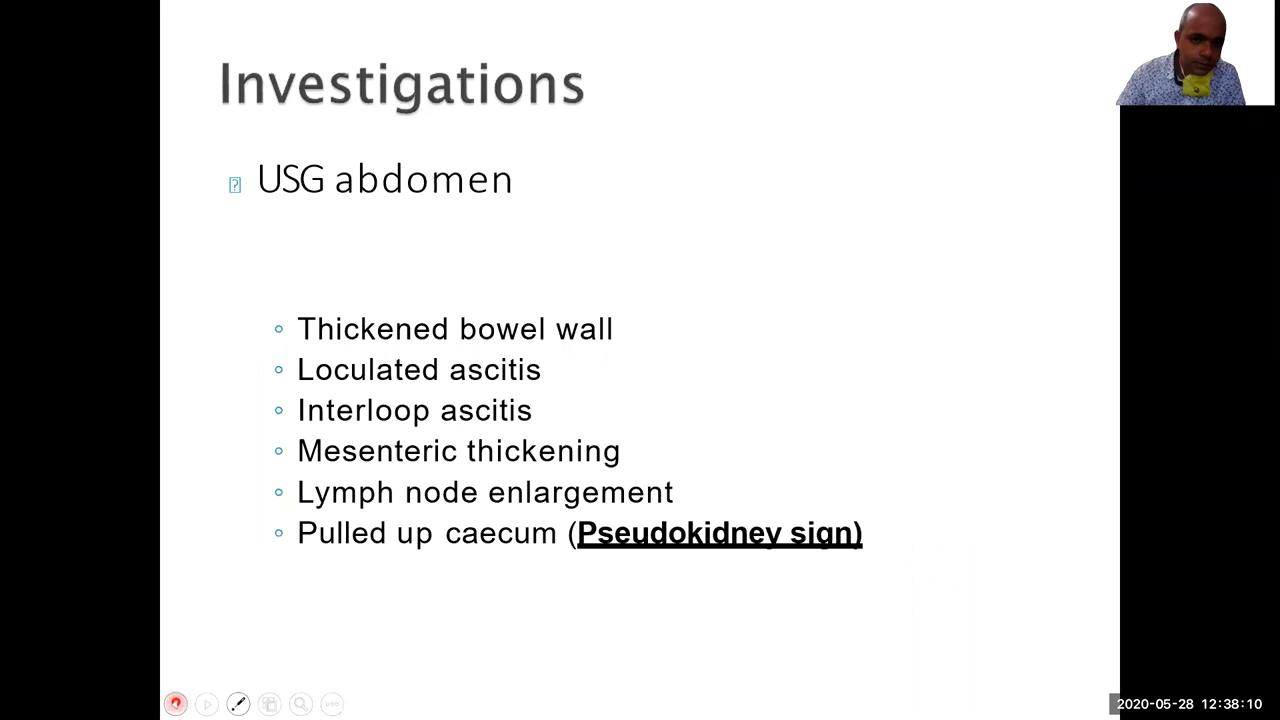 Investigations
USG abdomen
Thickened bowel wall
Loculated ascitis
Interloop ascitis
Mesenteric thickening
Lymph node enlargement
Pulled up caecum (Pseudokidney sign)
2020-05-28 12:38:10